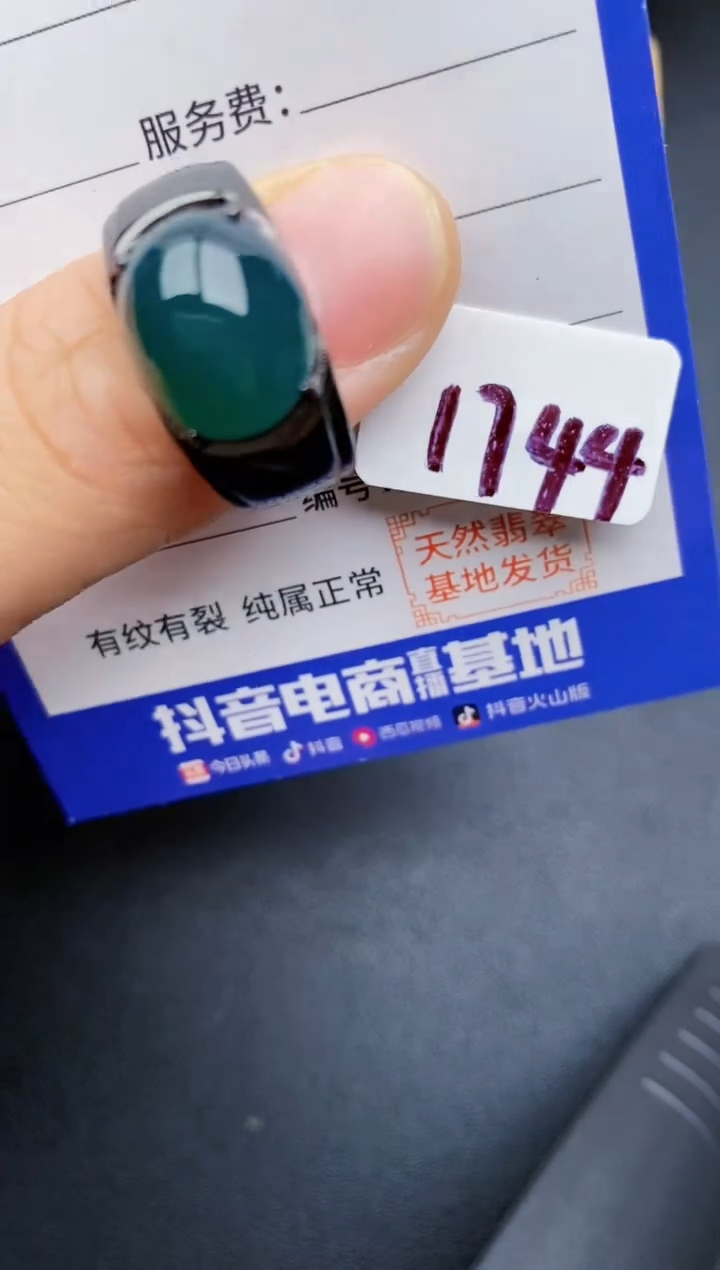 服务费：
1744
编号
天然翡翠
基地发货
有纹有裂 纯属正常
抖音电商直播基地
今日头条 抖音 西瓜视频 抖音火山版